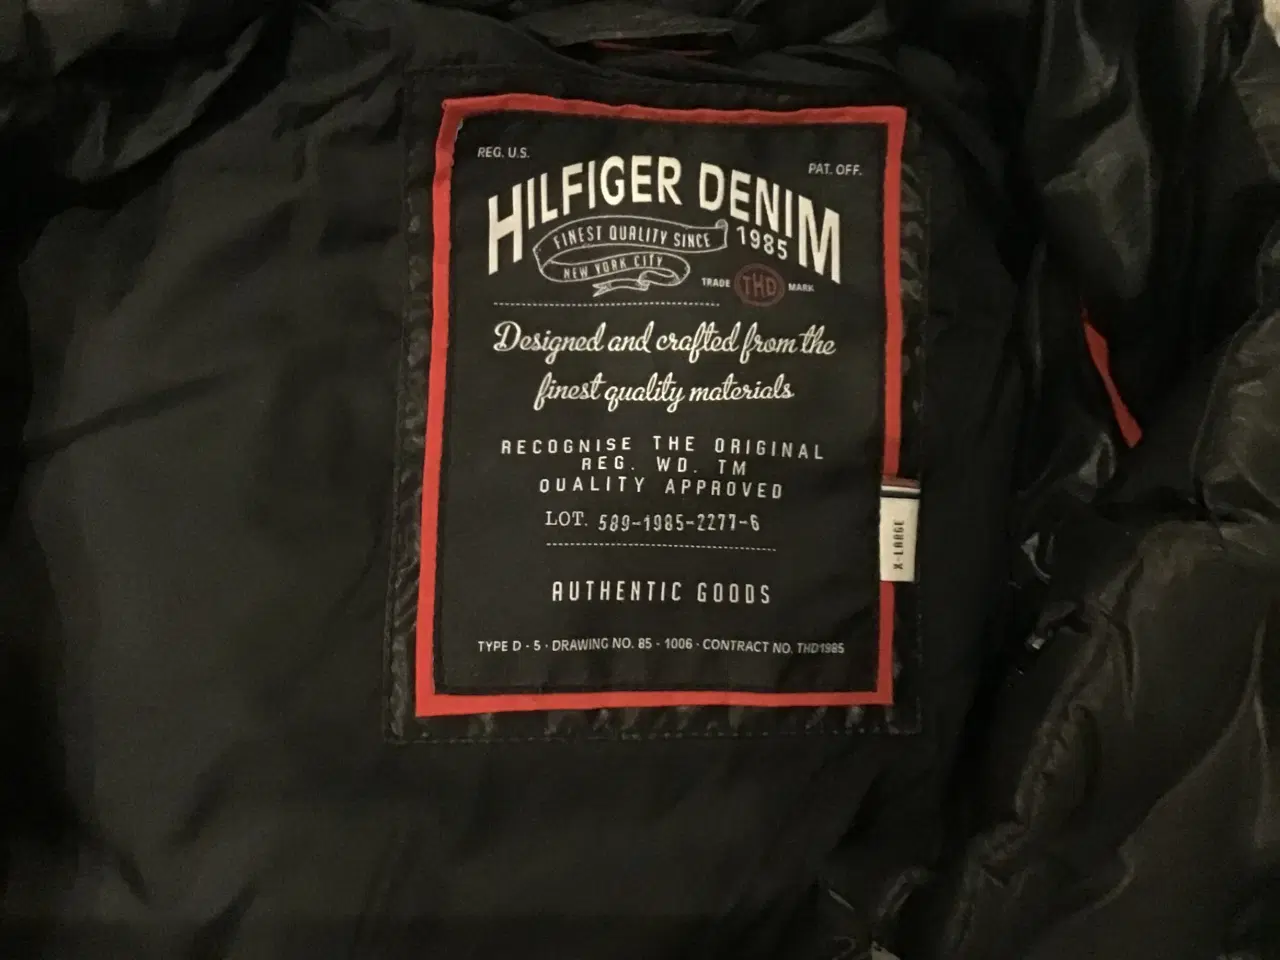 REG. U.S.
PAT. OFF.
HILFIGER DENIM
FINEST QUALITY SINCE 1985
NEW YORK CITY
TRADE THD MARK
Designed and crafted from the
finest quality materials
RECOGNISE THE ORIGINAL
REG. WD. TM
QUALITY APPROVED
LOT. 589-1985-2277-6
X-LARGE
AUTHENTIC GOODS
TYPE D - 5 · DRAWING NO. 85 - 1006 · CONTRACT NO. THD1985